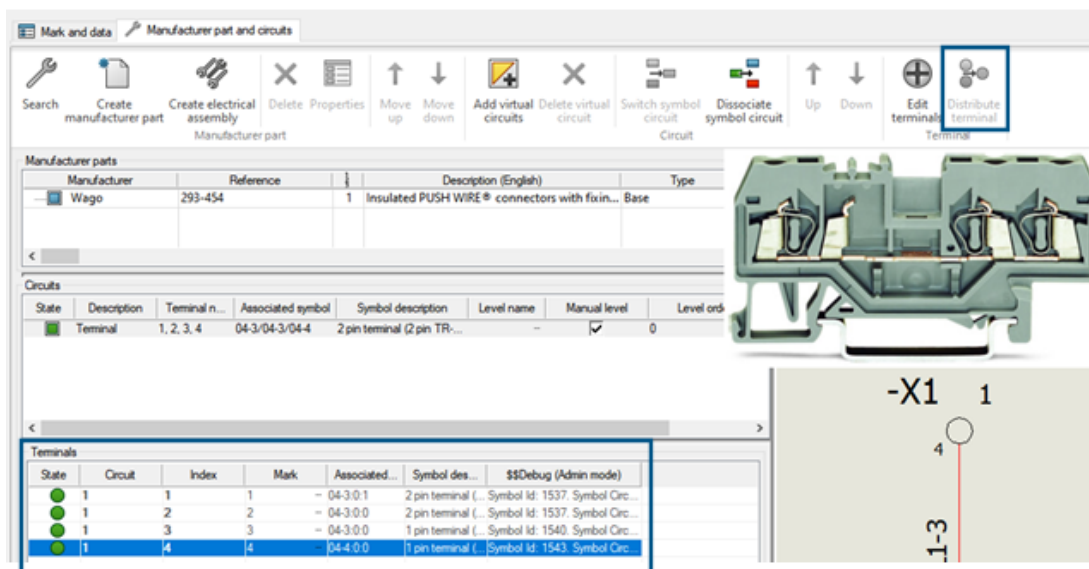 Mark and data Manufacturer part and circuits
Search Create manufacturer part Create electrical assembly Delete Properties Move up Move down Add virtual circuits Delete virtual circuit Switch symbol circuit Dissociate symbol circuit Up Down Edit terminals Distribute terminal
Manufacturer part Circuit Terminal
Manufacturer parts
Manufacturer Reference Description (English) Type
Wago 293-454 1 Insulated PUSH WIRE® connectors with fixin... Base
Circuits
State Description Terminal n... Associated symbol Symbol description Level name Manual level Level orde
Terminal 1, 2, 3, 4 04-3/04-3/04-4 2 pin terminal (2 pin TR-... – 0
-X1 1
4
1-3
Terminals
State Circuit Index Mark Associated... Symbol des... $$Debug (Admin mode)
1 1 1 – 04-3:0:1 2 pin terminal (... Symbol Id: 1537. Symbol Circ...
1 2 2 – 04-3:0:0 2 pin terminal (... Symbol Id: 1537. Symbol Circ...
1 3 3 – 04-3:0:0 1 pin terminal (... Symbol Id: 1540. Symbol Circ...
1 4 4 – 04-4:0:0 1 pin terminal (... Symbol Id: 1543. Symbol Circ...